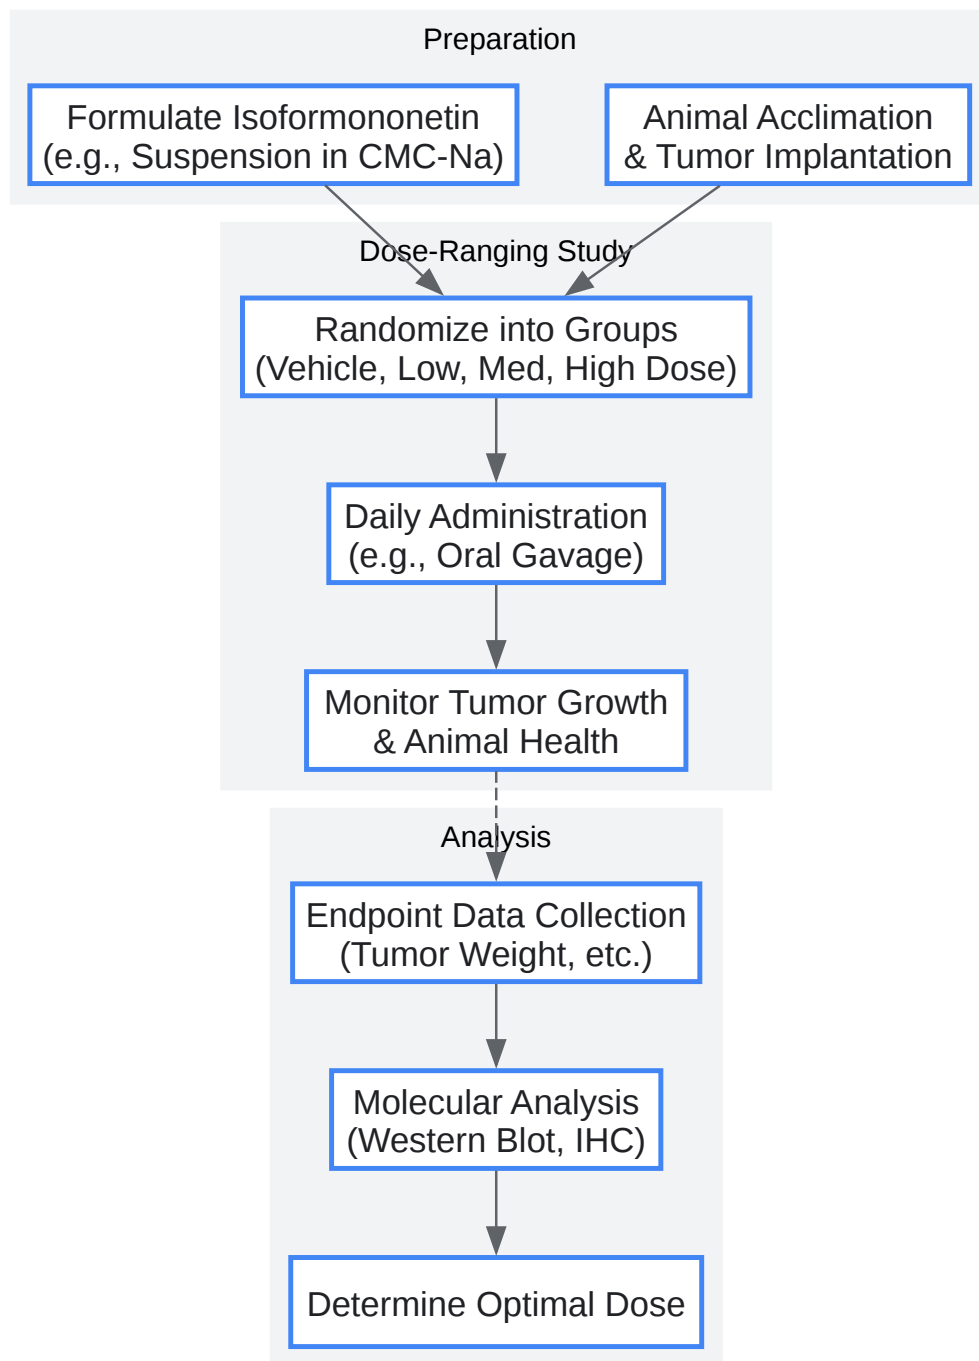 Preparation
Formulate Isoformononetin
(e.g., Suspension in CMC-Na)
Animal Acclimation
& Tumor Implantation
Dose-Ranging Study
Randomize into Groups
(Vehicle, Low, Med, High Dose)
Daily Administration
(e.g., Oral Gavage)
Monitor Tumor Growth
& Animal Health
Analysis
Endpoint Data Collection
(Tumor Weight, etc.)
Molecular Analysis
(Western Blot, IHC)
Determine Optimal Dose